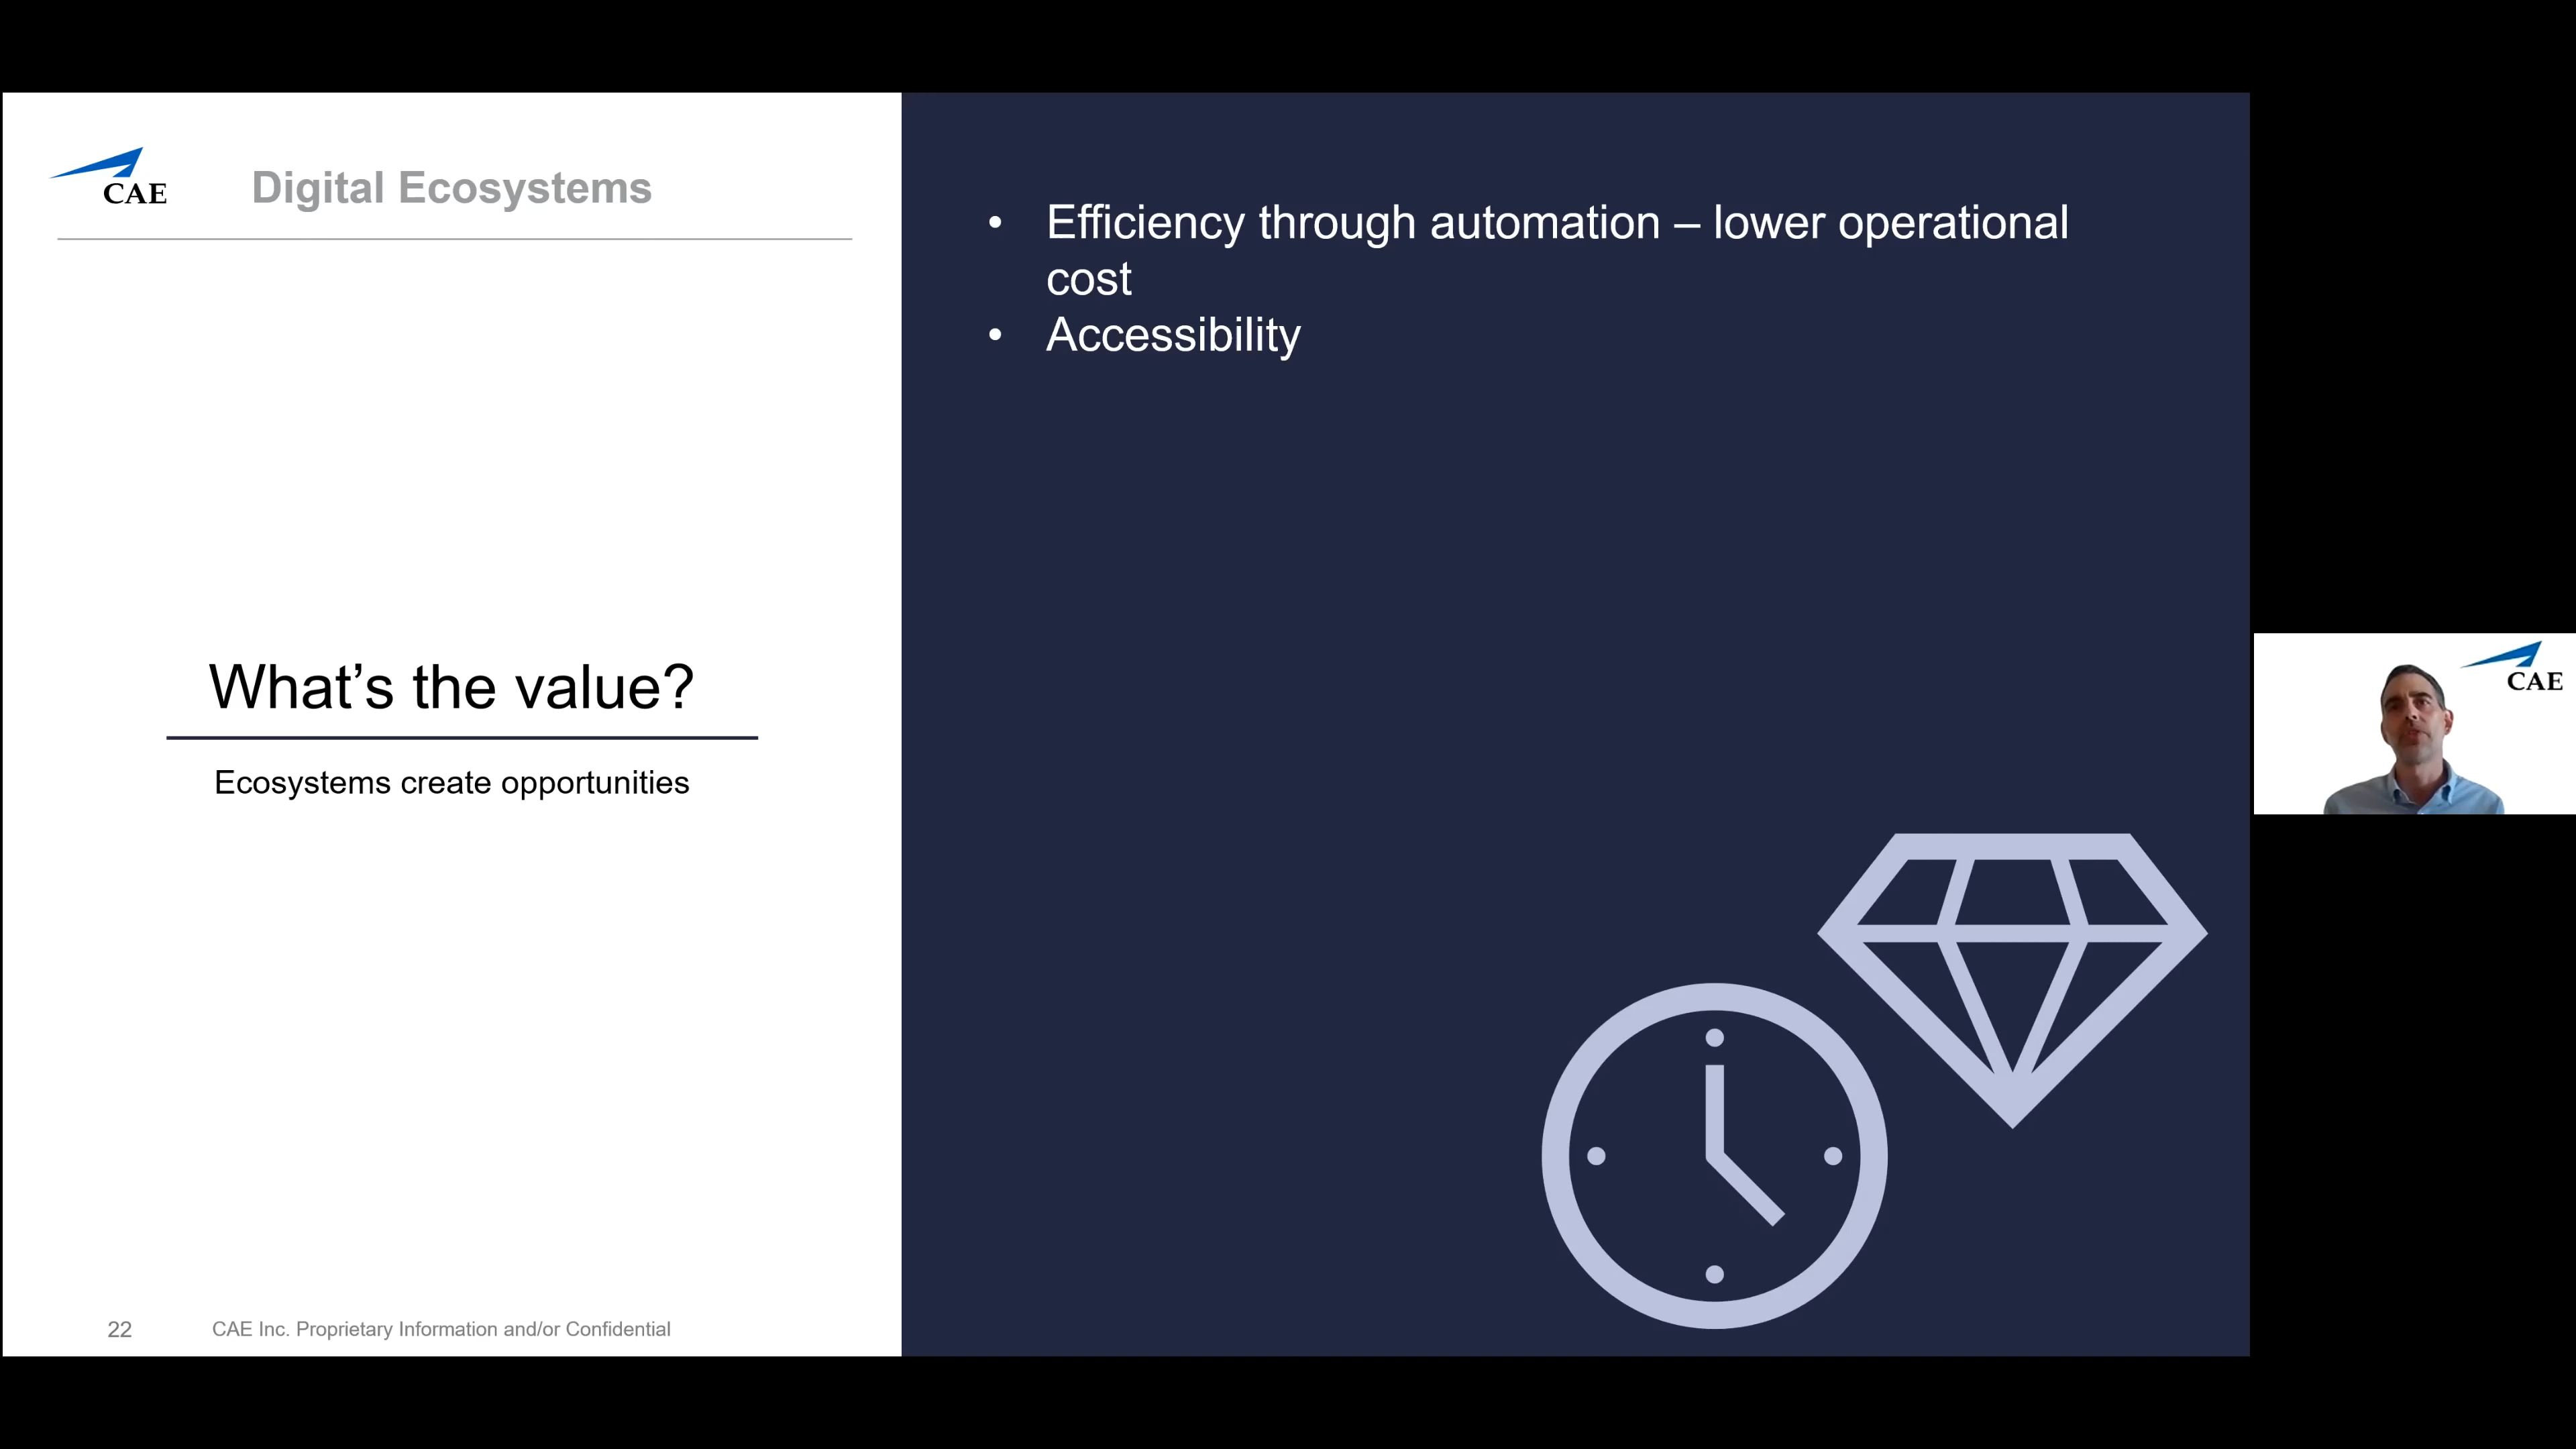 CAE
Digital Ecosystems
What’s the value?
Ecosystems create opportunities
22 CAE Inc. Proprietary Information and/or Confidential
• Efficiency through automation – lower operational
cost
• Accessibility
CAE